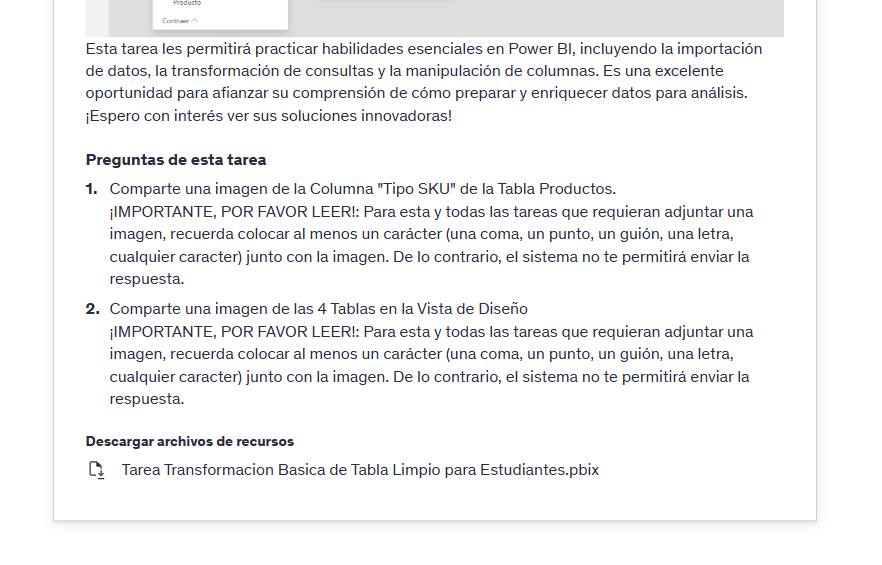 Producto
Contraer
Esta tarea les permitirá practicar habilidades esenciales en Power BI, incluyendo la importación
de datos, la transformación de consultas y la manipulación de columnas. Es una excelente
oportunidad para afianzar su comprensión de cómo preparar y enriquecer datos para análisis.
¡Espero con interés ver sus soluciones innovadoras!
Preguntas de esta tarea
1. Comparte una imagen de la Columna "Tipo SKU" de la Tabla Productos.
¡IMPORTANTE, POR FAVOR LEER!: Para esta y todas las tareas que requieran adjuntar una
imagen, recuerda colocar al menos un carácter (una coma, un punto, un guión, una letra,
cualquier caracter) junto con la imagen. De lo contrario, el sistema no te permitirá enviar la
respuesta.
2. Comparte una imagen de las 4 Tablas en la Vista de Diseño
¡IMPORTANTE, POR FAVOR LEER!: Para esta y todas las tareas que requieran adjuntar una
imagen, recuerda colocar al menos un carácter (una coma, un punto, un guión, una letra,
cualquier caracter) junto con la imagen. De lo contrario, el sistema no te permitirá enviar la
respuesta.
Descargar archivos de recursos
Tarea Transformacion Basica de Tabla Limpio para Estudiantes.pbix